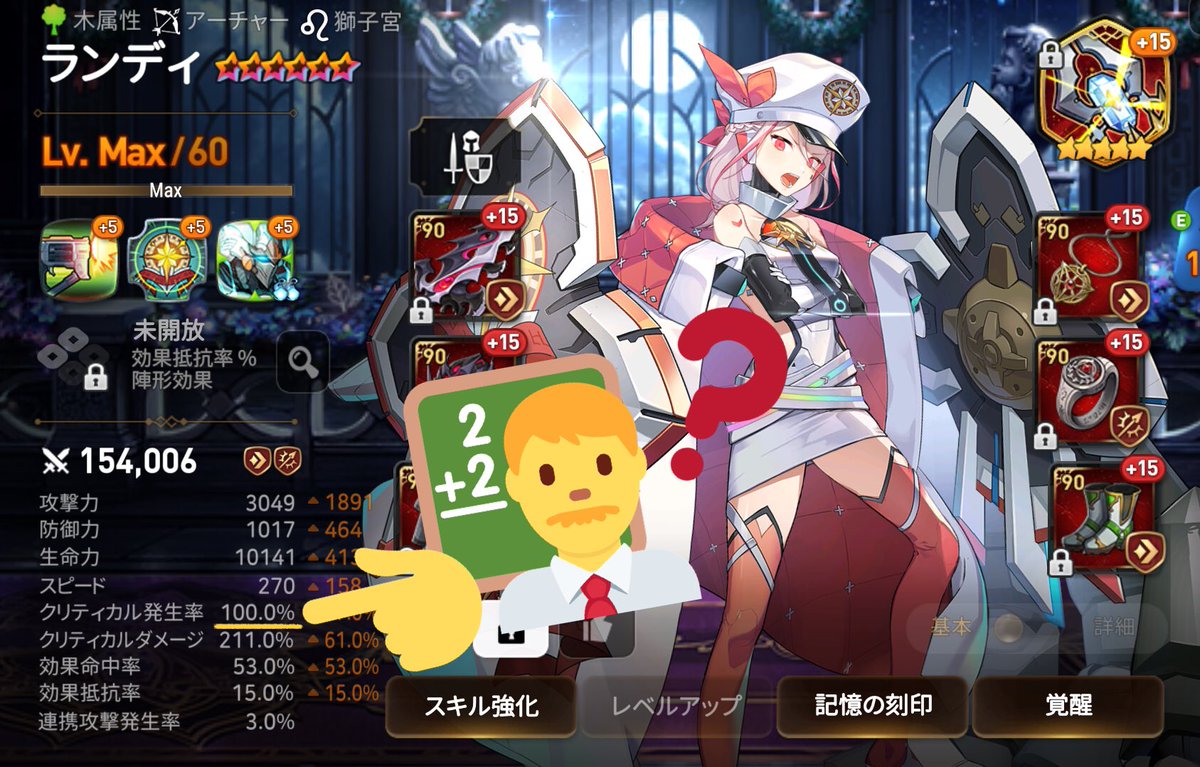 木属性 アーチャー 獅子宮
ランディ
Lv. Max/60
Max
+5 +5 +5
未開放
効果抵抗率%
陣形効果
154,006
攻撃力 3049 1891
防御力 1017 464
生命力 10141 413
スピード 270 158
クリティカル発生率 100.0%
クリティカルダメージ 211.0% 61.0%
効果命中率 53.0% 53.0%
効果抵抗率 15.0% 15.0%
連携攻撃発生率 3.0%
90 +15
90 +15
2
+2
?
+15
90 +15
90 +15
90 +15
E
基本 詳細
スキル強化 レベルアップ 記憶の刻印 覚醒